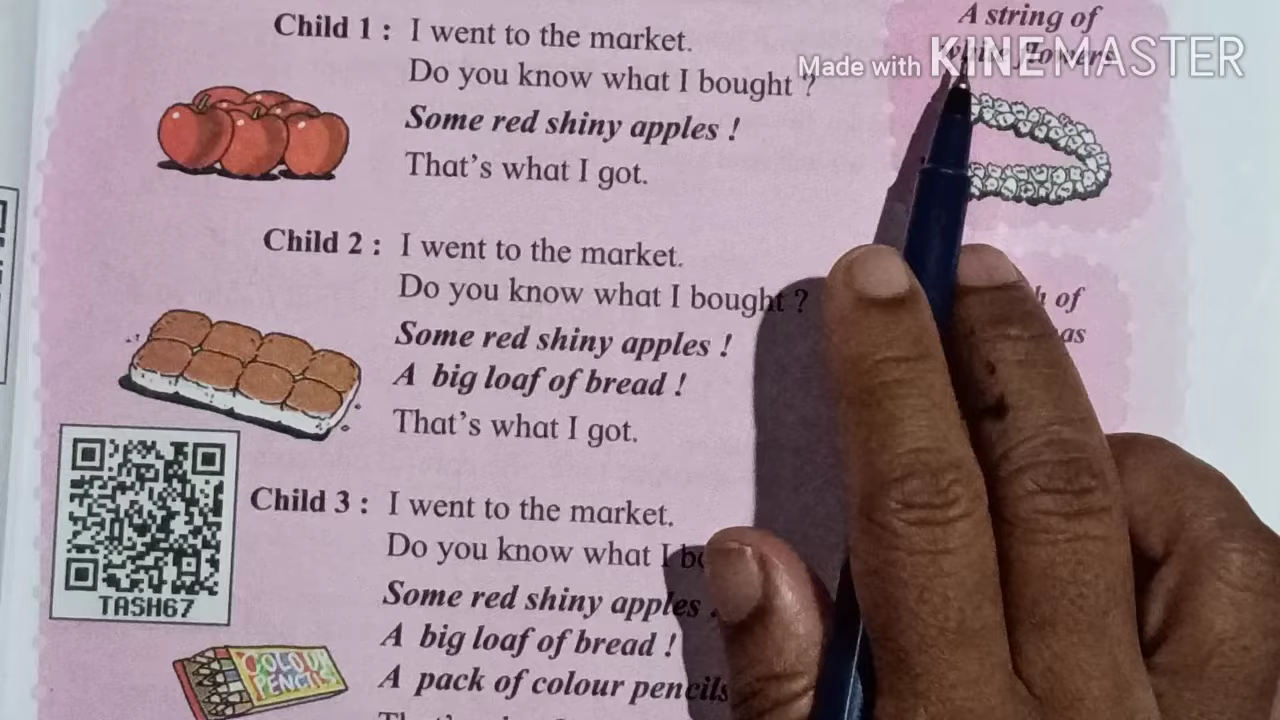 Child 1 : I went to the market.
Do you know what I bought ?
Some red shiny apples !
That's what I got.
Child 2 : I went to the market.
Do you know what I bought ?
Some red shiny apples !
A big loaf of bread !
That's what I got.
TASH67
Child 3 : I went to the market.
Do you know what I
Some red shiny apples
A big loaf of bread !
A pack of colour pencils
COLOUR
PENCILS
A string of
flowers
of
Made with KINEMASTER